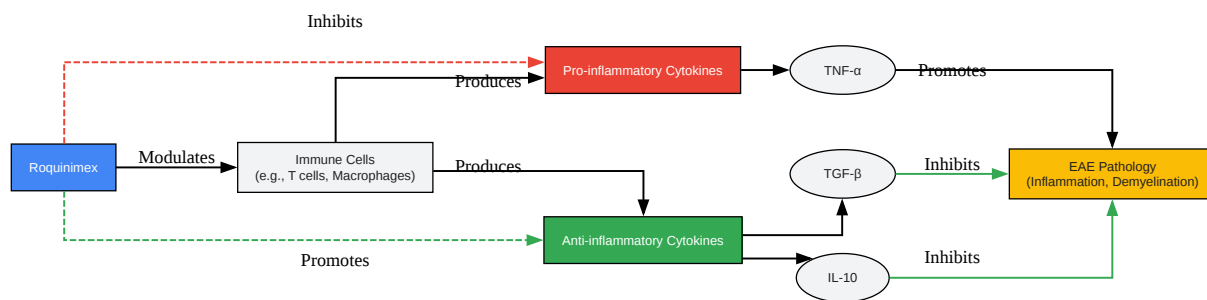 Inhibits
Pro-inflammatory Cytokines
TNF-α
Promotes
Produces
Roquinimex
Modulates
Immune Cells
(e.g., T cells, Macrophages)
Produces
TGF-β
Inhibits
EAE Pathology
(Inflammation, Demyelination)
Anti-inflammatory Cytokines
Promotes
IL-10
Inhibits